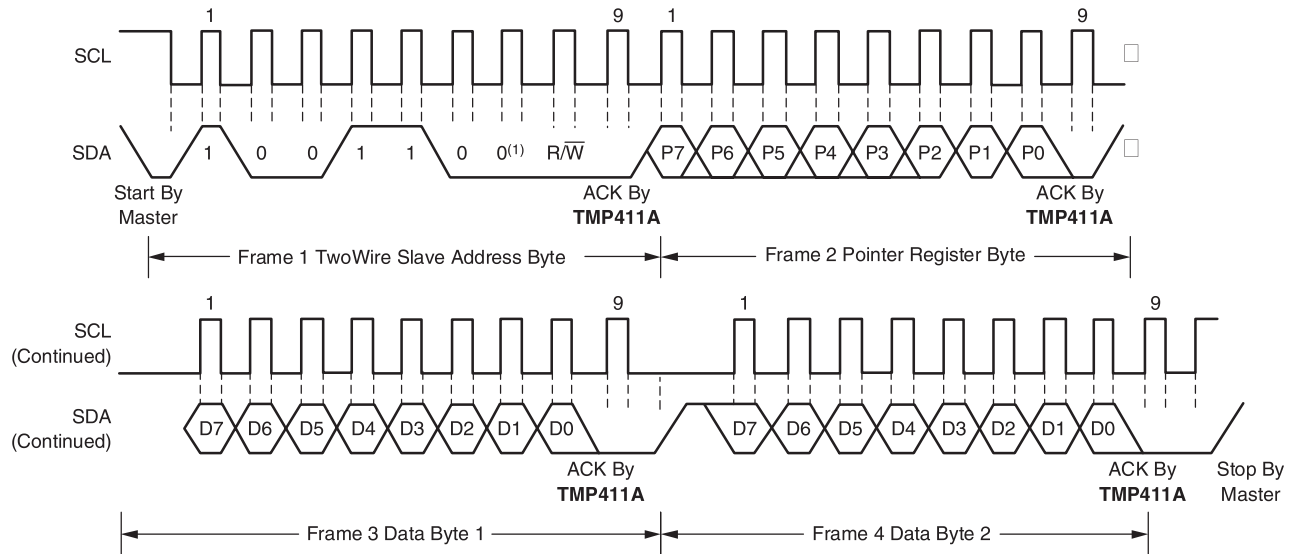 1 9 1 9
SCL
SDA 1 0 0 1 1 0 0(1) R/W̅ P7 P6 P5 P4 P3 P2 P1 P0
Start By ACK By ACK By
Master TMP411A TMP411A
Frame 1 TwoWire Slave Address Byte Frame 2 Pointer Register Byte
1 9 1 9
SCL
(Continued)
SDA
(Continued)
D7 D6 D5 D4 D3 D2 D1 D0 D7 D6 D5 D4 D3 D2 D1 D0
ACK By ACK By Stop By
TMP411A TMP411A Master
Frame 3 Data Byte 1 Frame 4 Data Byte 2